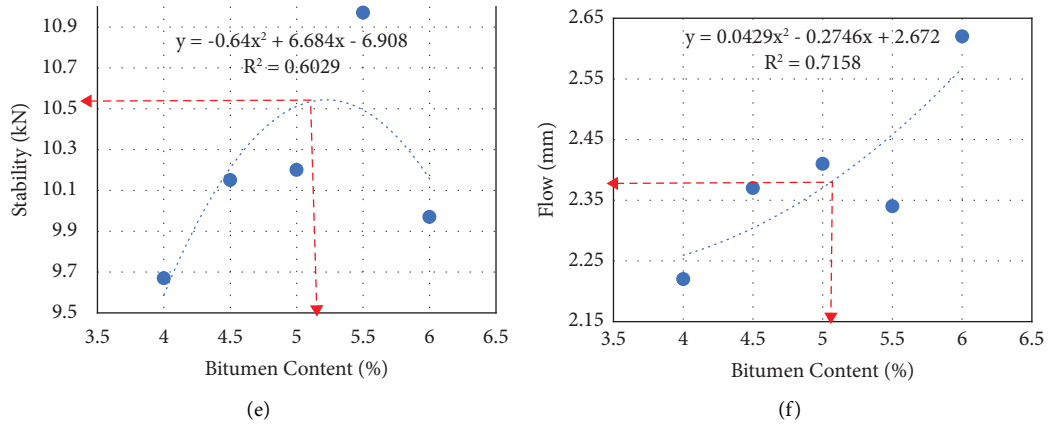 10.9
10.7
10.5
10.3
10.1
9.9
9.7
9.5
Stability (kN)
y = -0.64x² + 6.684x - 6.908
R² = 0.6029
3.5 4 4.5 5 5.5 6 6.5
Bitumen Content (%)
(e)
2.65
2.55
2.45
2.35
2.25
2.15
Flow (mm)
y = 0.0429x² - 0.2746x + 2.672
R² = 0.7158
3.5 4 4.5 5 5.5 6 6.5
Bitumen Content (%)
(f)